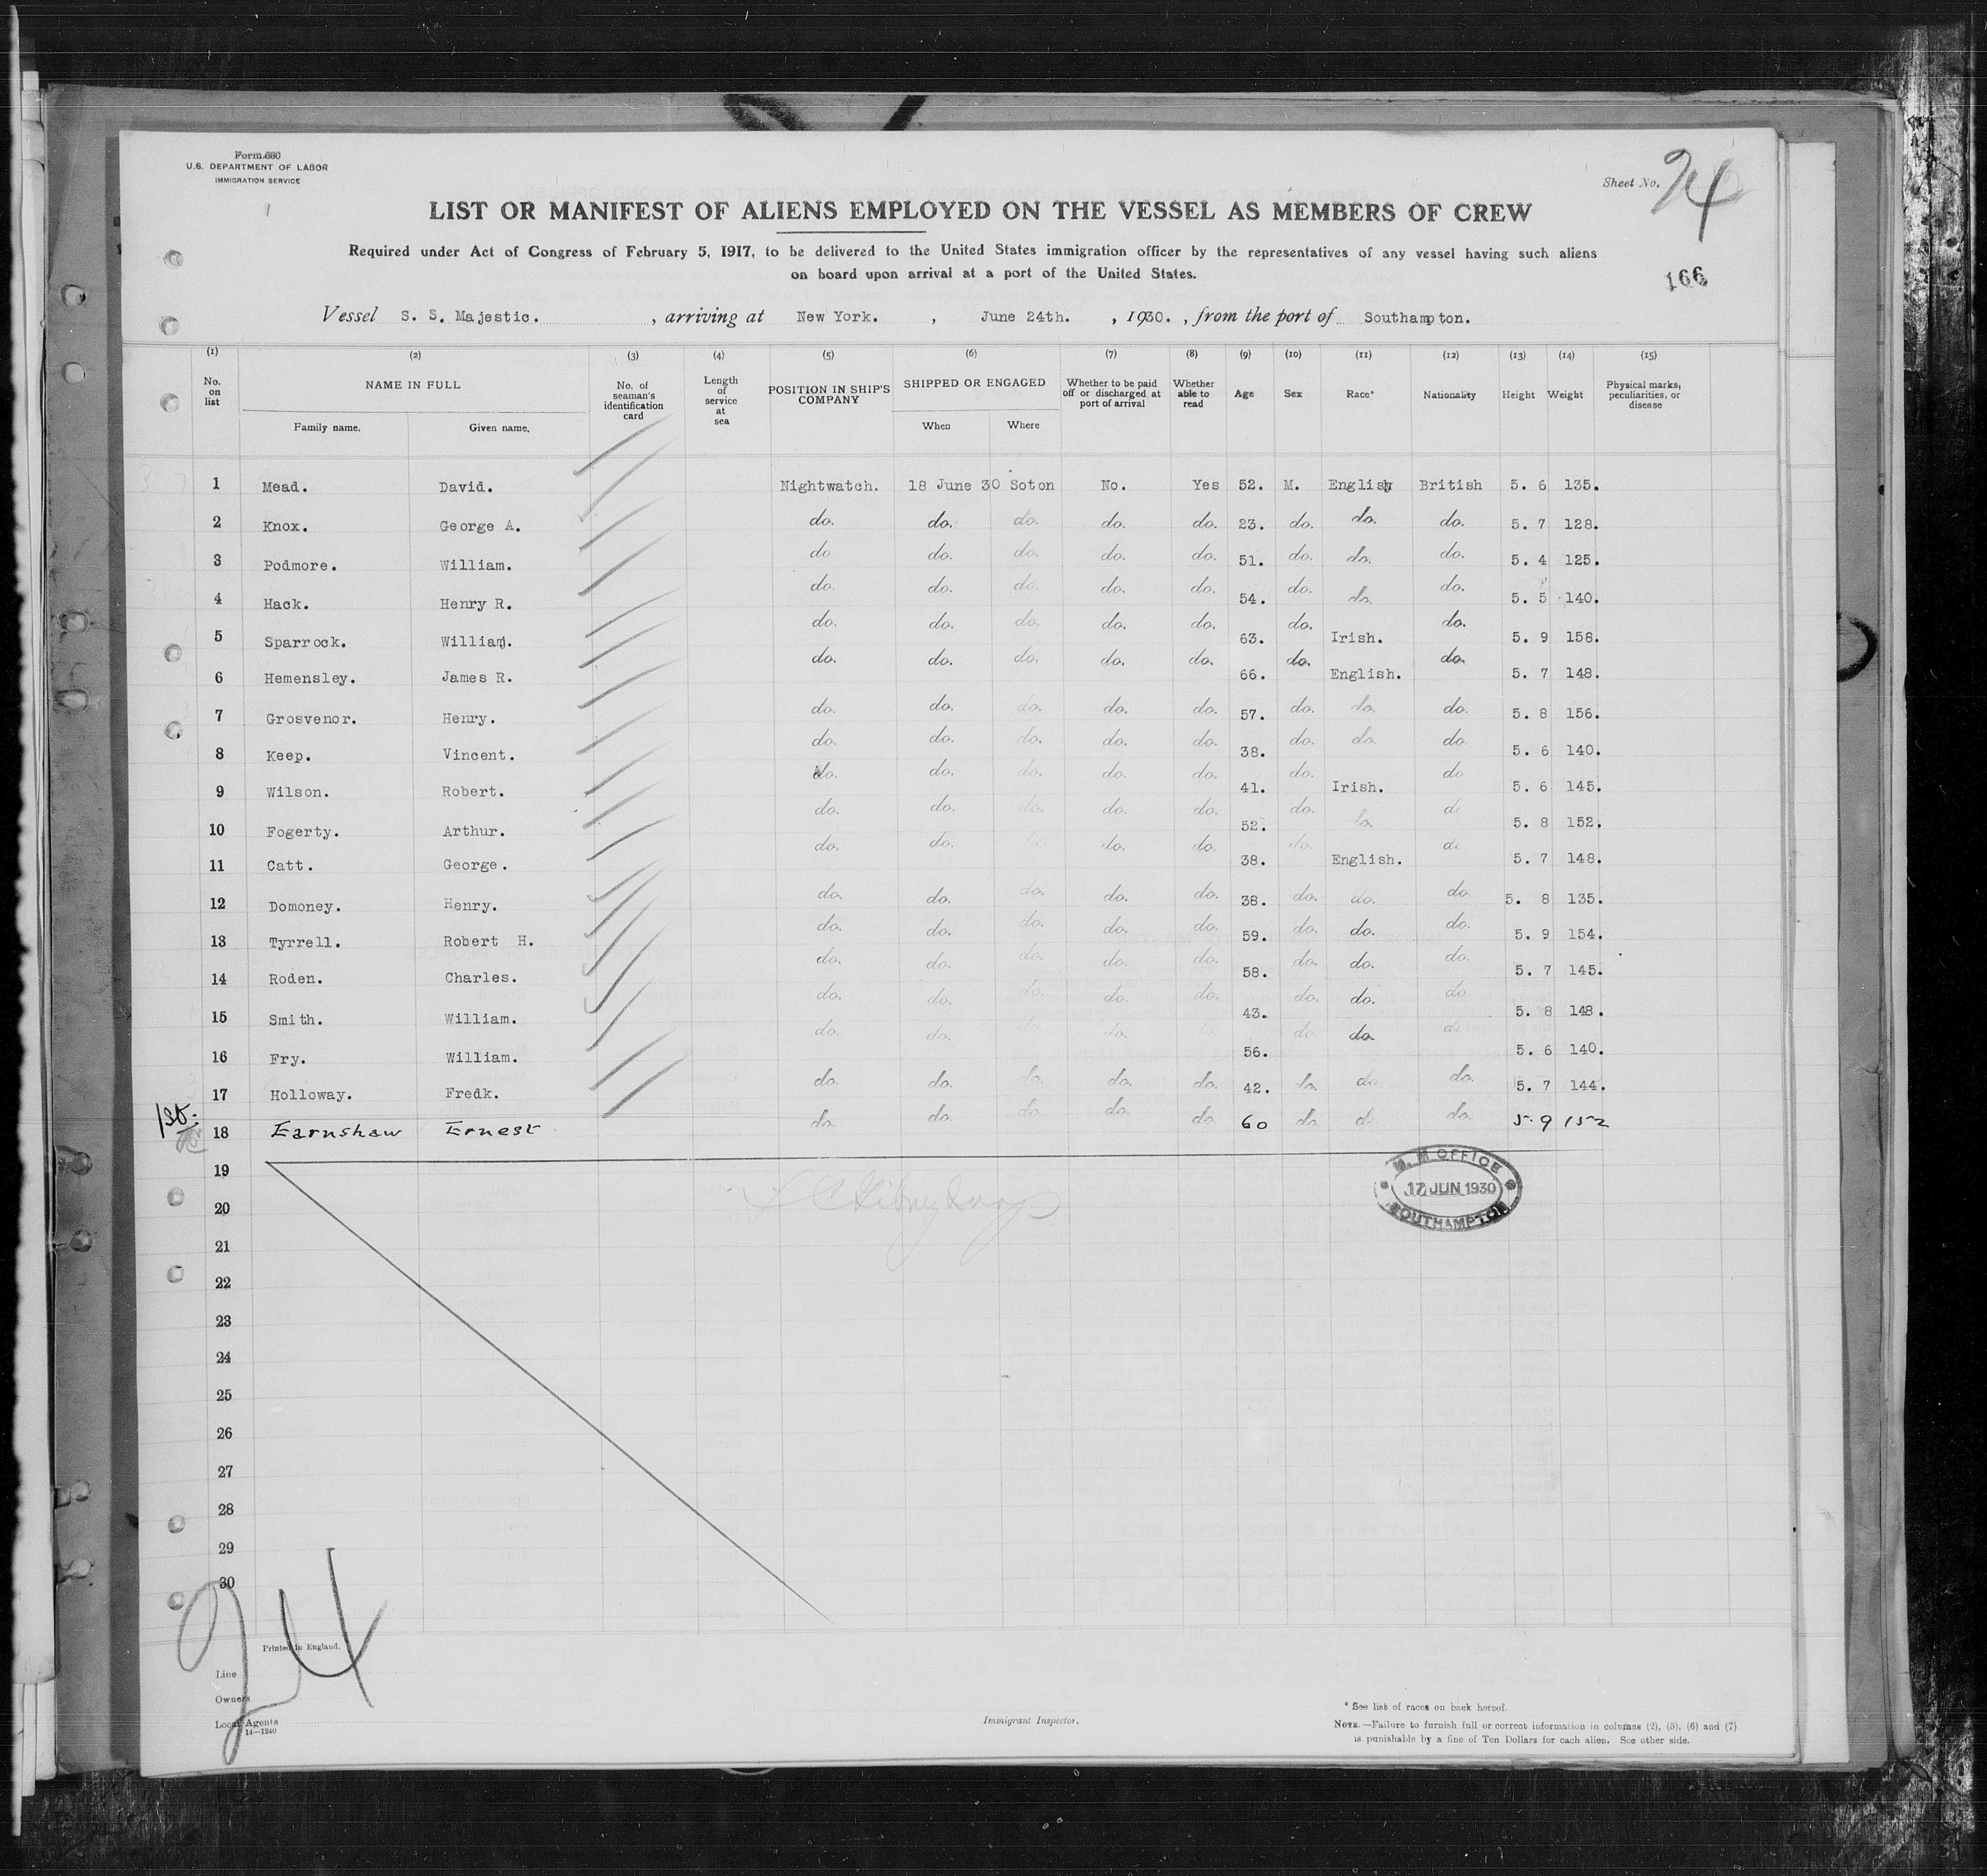 Form 680
U.S. DEPARTMENT OF LABOR
IMMIGRATION SERVICE
Sheet No. 24
LIST OR MANIFEST OF ALIENS EMPLOYED ON THE VESSEL AS MEMBERS OF CREW
Required under Act of Congress of February 5, 1917, to be delivered to the United States immigration officer by the representatives of any vessel having such aliens
on board upon arrival at a port of the United States.
166
Vessel S. S. Majestic. , arriving at New York. , June 24th. , 1930. , from the port of Southampton.
(1) (2) (3) (4) (5) (6) (7) (8) (9) (10) (11) (12) (13) (14) (15)
No. on list NAME IN FULL Family name. Given name. No. of seaman's identification card Length of service at sea POSITION IN SHIP'S COMPANY SHIPPED OR ENGAGED When Where Whether to be paid off or discharged at port of arrival Whether able to read Age Sex Race* Nationality Height Weight Physical marks, peculiarities, or disease
1 Mead. David. Nightwatch. 18 June 30 Soton No. Yes 52. M. English British 5. 6 135.
2 Knox. George A. do. do. do. do. do. 23. do. do. do. 5. 7 128.
3 Podmore. William. do do. do. do. do. 51. do. do. do. 5. 4 125.
4 Hack. Henry R. do. do. do. do. do. 54. do. do. do. 5. 5 140.
5 Sparrock. William. do. do. do. do. do. 63. do. Irish. do. 5. 9 158.
6 Hemensley. James R. do. do. do. do. do. 66. do. English. do. 5. 7 148.
7 Grosvenor. Henry. do. do. do. do. do. 57. do. do. do. 5. 8 156.
8 Keep. Vincent. do. do. do. do. do. 38. do. do. do. 5. 6 140.
9 Wilson. Robert. do. do. do. do. do. 41. do. Irish. do 5. 6 145.
10 Fogerty. Arthur. do. do. do. do. do. 52. do. do. do 5. 8 152.
11 Catt. George. do. do. do. do. do. 38. do. English. do 5. 7 148.
12 Domoney. Henry. do. do. do. do. do. 38. do. do. do. 5. 8 135.
13 Tyrrell. Robert H. do. do. do. do. do. 59. do. do. do. 5. 9 154.
14 Roden. Charles. do. do. do. do. do. 58. do. do. do. 5. 7 145.
15 Smith. William. do. do. do. do. do. 43. do. do. do 5. 8 148.
16 Fry. William. do. do. do. do. 56. do. do. do 5. 6 140.
17 Holloway. Fredk. do. do. do. do. do. 42. do. do do. 5. 7 144.
18 Earnshaw Ernest do. do. do. do. do. 60 do. do. do. 5. 9 152
19
M. M OFFICE
17 JUN 1930
SOUTHAMPTON
20
21
22
23
24
25
26
27
28
29
30
24
Printed in England.
Line
Owners
Local Agents
14—1240
Immigrant Inspector.
* See list of races on back hereof.
NOTE.—Failure to furnish full or correct information in columns (2), (5), (6) and (7)
is punishable by a fine of Ten Dollars for each alien. See other side.